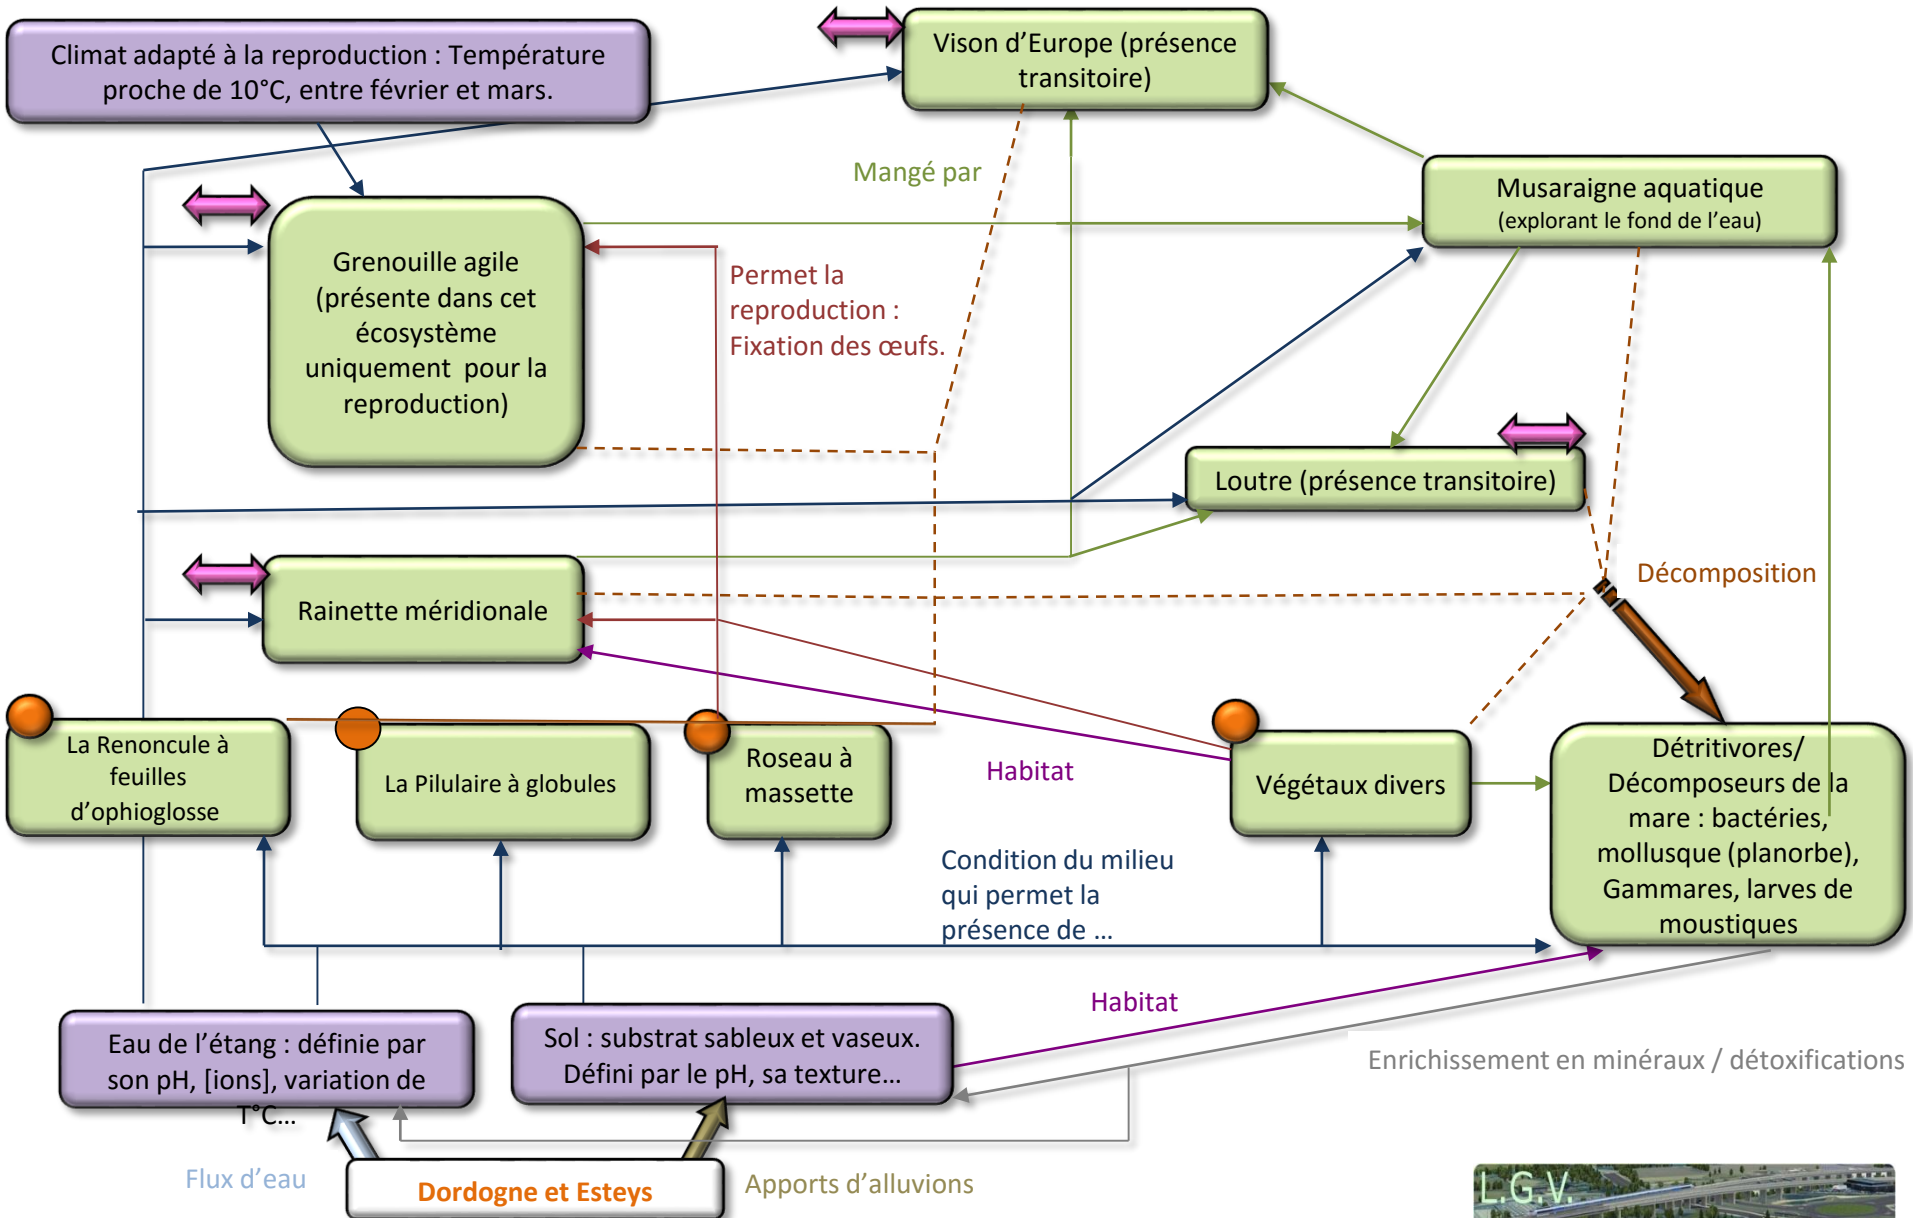 Climat adapté à la reproduction : Température
proche de 10°C, entre février et mars.
Vison d’Europe (présence
transitoire)
Mangé par
Musaraigne aquatique
(explorant le fond de l’eau)
Grenouille agile
(présente dans cet
écosystème
uniquement pour la
reproduction)
Permet la
reproduction :
Fixation des œufs.
Loutre (présence transitoire)
Décomposition
Rainette méridionale
La Renoncule à
feuilles
d’ophioglosse
La Pilulaire à globules
Roseau à
massette
Habitat
Végétaux divers
Détritivores/
Décomposeurs de la
mare : bactéries,
mollusque (planorbe),
Gammares, larves de
moustiques
Condition du milieu
qui permet la
présence de …
Habitat
Eau de l’étang : définie par
son pH, [ions], variation de
T°C…
Sol : substrat sableux et vaseux.
Défini par le pH, sa texture…
Enrichissement en minéraux / détoxifications
Flux d’eau
Dordogne et Esteys
Apports d’alluvions
L.G.V.